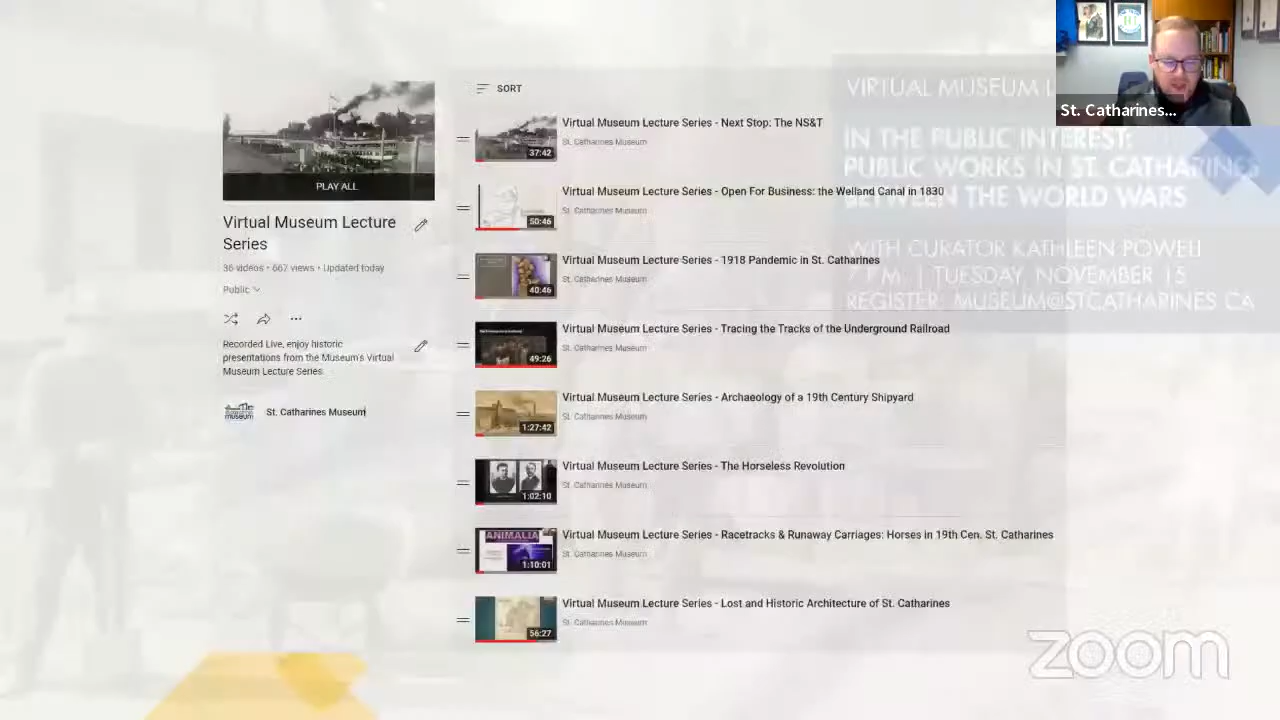 St. Catharines...
VIRTUAL MUSEUM L
IN THE PUBLIC INTEREST:
PUBLIC WORKS IN ST. CATHARINES
BETWEEN THE WORLD WARS
WITH CURATOR KATHLEEN POWELL
7 P.M. | TUESDAY, NOVEMBER 15
REGISTER: MUSEUM@STCATHARINES.CA
PLAY ALL
Virtual Museum Lecture
Series
36 videos • 667 views • Updated today
Public
...
Recorded Live, enjoy historic
presentations from the Museum's Virtual
Museum Lecture Series.
museum
St. Catharines Museum
SORT
37:42
Virtual Museum Lecture Series - Next Stop: The NS&T
St. Catharines Museum
50:46
Virtual Museum Lecture Series - Open For Business: the Welland Canal in 1830
St. Catharines Museum
40:46
Virtual Museum Lecture Series - 1918 Pandemic in St. Catharines
St. Catharines Museum
49:26
Virtual Museum Lecture Series - Tracing the Tracks of the Underground Railroad
St. Catharines Museum
1:27:42
Virtual Museum Lecture Series - Archaeology of a 19th Century Shipyard
St. Catharines Museum
1:02:10
Virtual Museum Lecture Series - The Horseless Revolution
St. Catharines Museum
ANIMALIA
1:10:01
Virtual Museum Lecture Series - Racetracks & Runaway Carriages: Horses in 19th Cen. St. Catharines
St. Catharines Museum
56:27
Virtual Museum Lecture Series - Lost and Historic Architecture of St. Catharines
St. Catharines Museum
zoom